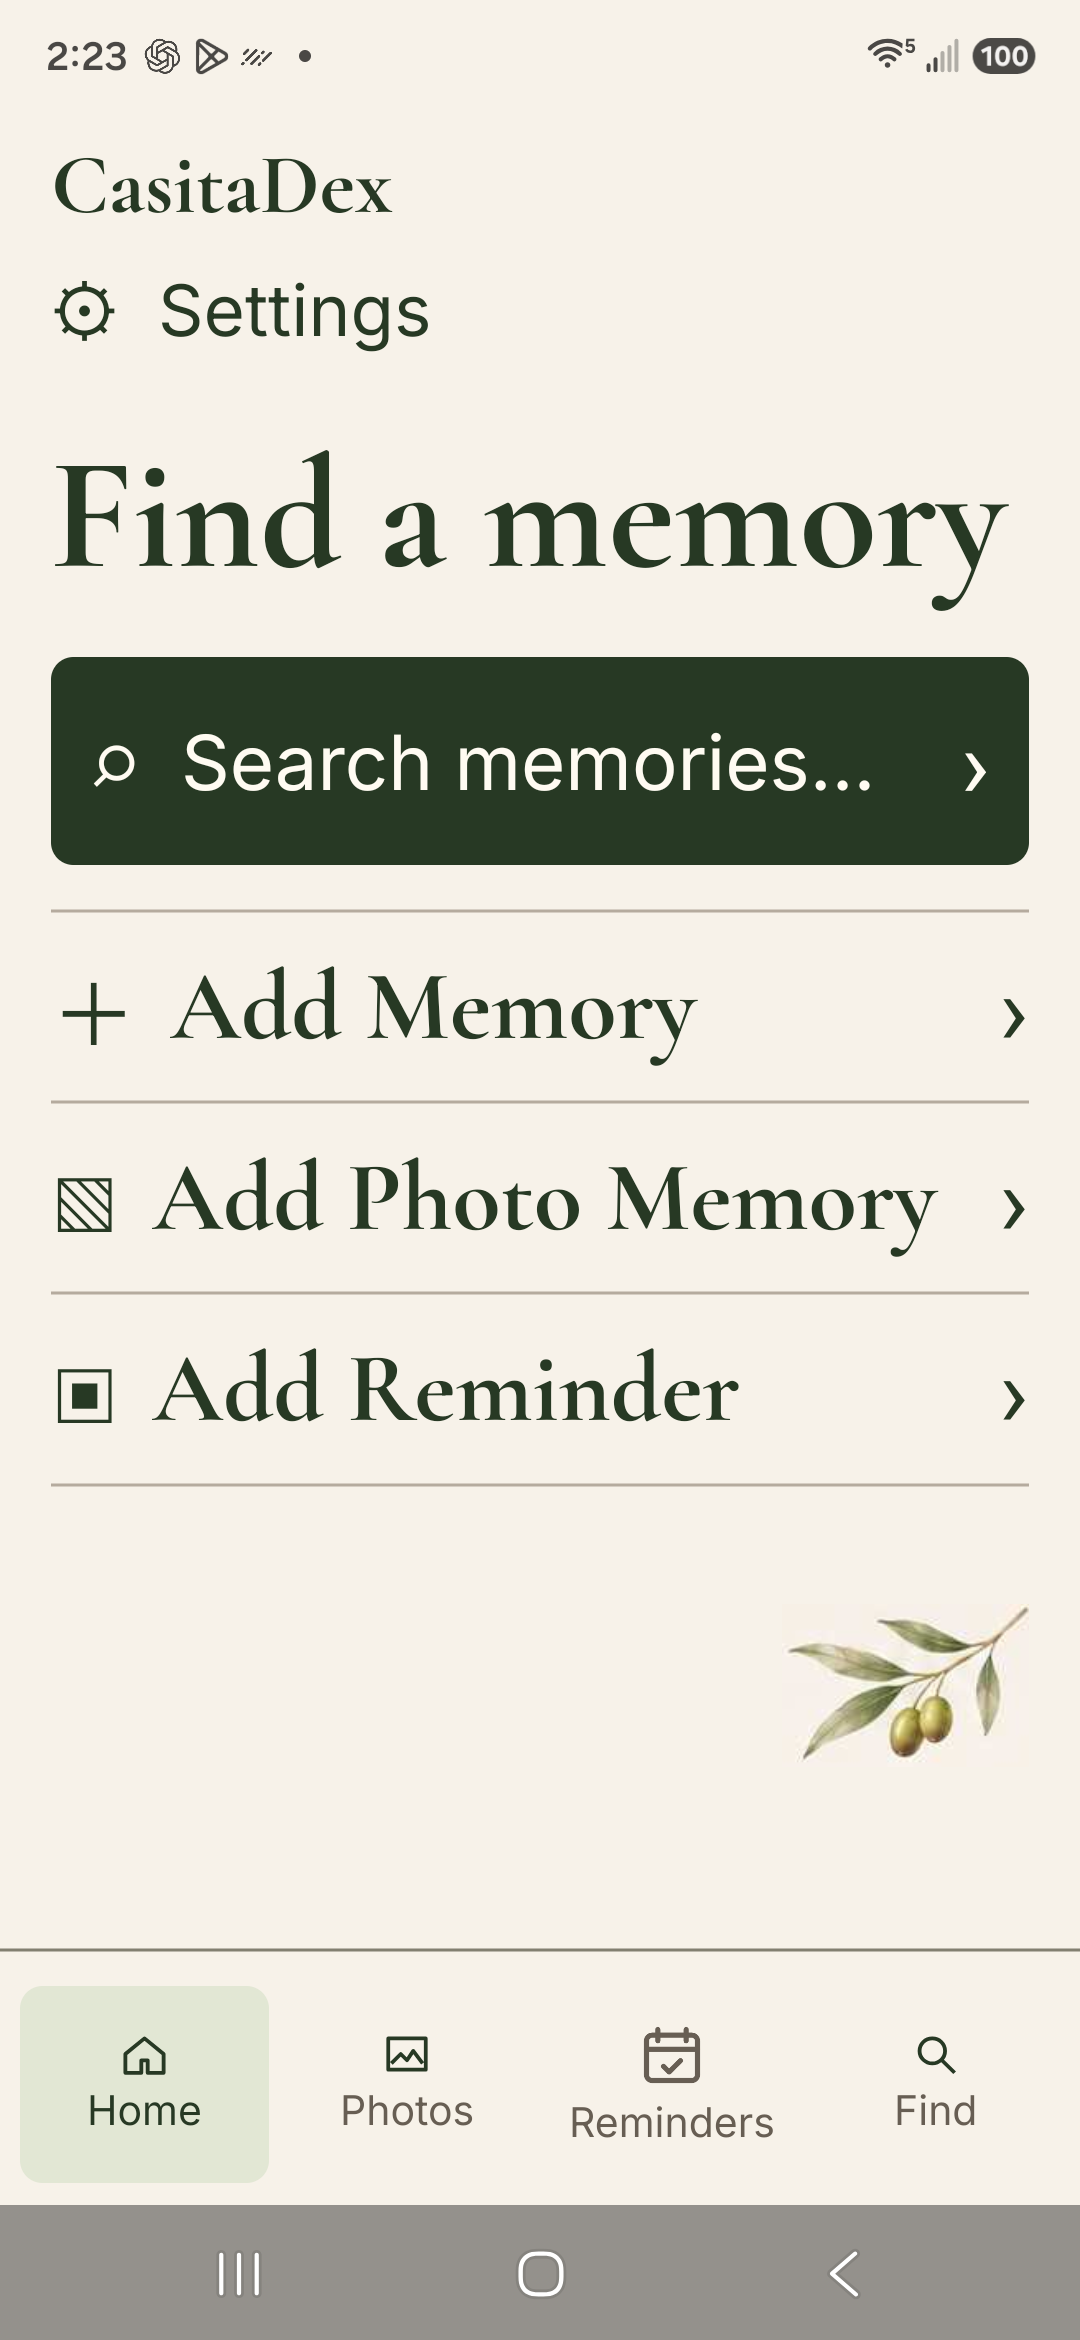 2:23
5
100
CasitaDex
Settings
Find a memory
Search memories...
Add Memory
Add Photo Memory
Add Reminder
Home
Photos
Reminders
Find